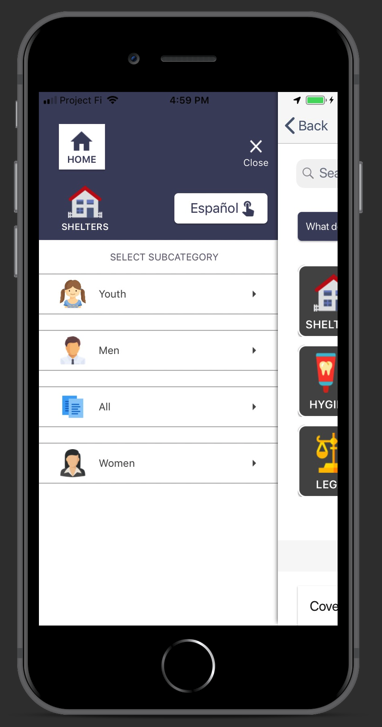 Project Fi 4:59 PM
HOME
Close
SHELTERS
Español
SELECT SUBCATEGORY
Youth
Men
All
Women
Back
Sea
What d
SHELT
HYGI
LEG
Cove